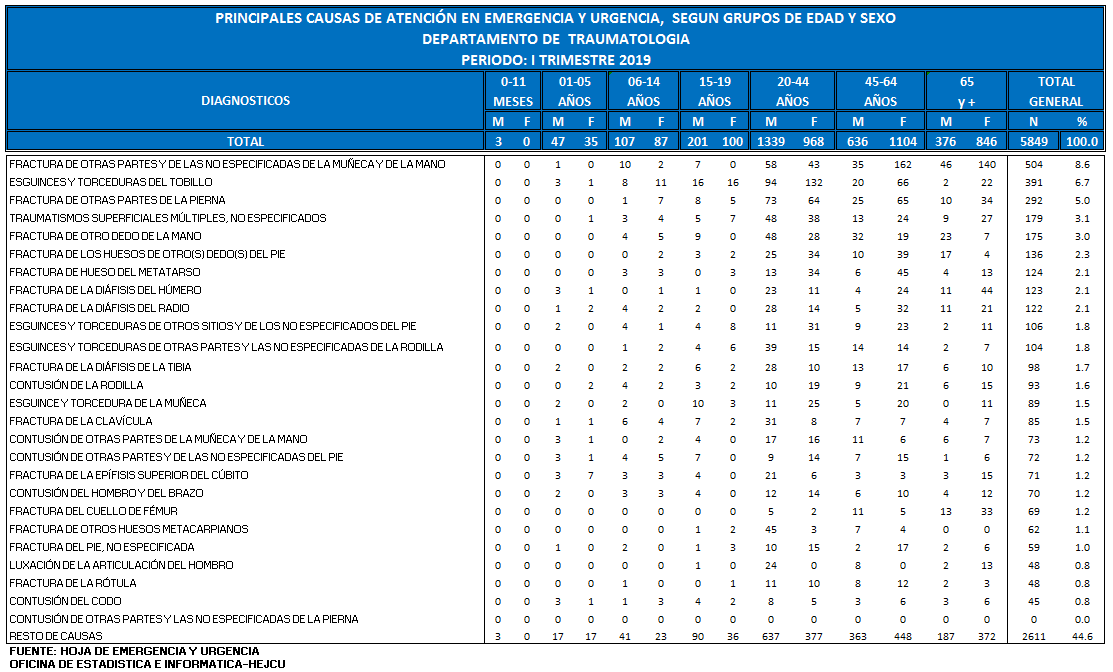 PRINCIPALES CAUSAS DE ATENCIÓN EN EMERGENCIA Y URGENCIA, SEGUN GRUPOS DE EDAD Y SEXO
DEPARTAMENTO DE TRAUMATOLOGIA
PERIODO: I TRIMESTRE 2019
DIAGNOSTICOS 0-11 MESES 01-05 AÑOS 06-14 AÑOS 15-19 AÑOS 20-44 AÑOS 45-64 AÑOS 65 y + TOTAL GENERAL
M F M F M F M F M F M F M F N %
TOTAL 3 0 47 35 107 87 201 100 1339 968 636 1104 376 846 5849 100.0
FRACTURA DE OTRAS PARTES Y DE LAS NO ESPECIFICADAS DE LA MUÑECA Y DE LA MANO 0 0 1 0 10 2 7 0 58 43 35 162 46 140 504 8.6
ESGUINCES Y TORCEDURAS DEL TOBILLO 0 0 3 1 8 11 16 16 94 132 20 66 2 22 391 6.7
FRACTURA DE OTRAS PARTES DE LA PIERNA 0 0 0 0 1 7 8 5 73 64 25 65 10 34 292 5.0
TRAUMATISMOS SUPERFICIALES MÚLTIPLES, NO ESPECIFICADOS 0 0 0 1 3 4 5 7 48 38 13 24 9 27 179 3.1
FRACTURA DE OTRO DEDO DE LA MANO 0 0 0 0 4 5 9 0 48 28 32 19 23 7 175 3.0
FRACTURA DE LOS HUESOS DE OTRO(S) DEDO(S) DEL PIE 0 0 0 0 0 2 3 2 25 34 10 39 17 4 136 2.3
FRACTURA DE HUESO DEL METATARSO 0 0 0 0 3 3 0 3 13 34 6 45 4 13 124 2.1
FRACTURA DE LA DIÁFISIS DEL HÚMERO 0 0 3 1 0 1 1 0 23 11 4 24 11 44 123 2.1
FRACTURA DE LA DIÁFISIS DEL RADIO 0 0 1 2 4 2 2 0 28 14 5 32 11 21 122 2.1
ESGUINCES Y TORCEDURAS DE OTROS SITIOS Y DE LOS NO ESPECIFICADOS DEL PIE 0 0 2 0 4 1 4 8 11 31 9 23 2 11 106 1.8
ESGUINCES Y TORCEDURAS DE OTRAS PARTES Y LAS NO ESPECIFICADAS DE LA RODILLA 0 0 0 0 1 2 4 6 39 15 14 14 2 7 104 1.8
FRACTURA DE LA DIÁFISIS DE LA TIBIA 0 0 2 0 2 2 6 2 28 10 13 17 6 10 98 1.7
CONTUSIÓN DE LA RODILLA 0 0 0 2 4 2 3 2 10 19 9 21 6 15 93 1.6
ESGUINCE Y TORCEDURA DE LA MUÑECA 0 0 2 0 2 0 10 3 11 25 5 20 0 11 89 1.5
FRACTURA DE LA CLAVÍCULA 0 0 1 1 6 4 7 2 31 8 7 7 4 7 85 1.5
CONTUSIÓN DE OTRAS PARTES DE LA MUÑECA Y DE LA MANO 0 0 3 1 0 2 4 0 17 16 11 6 6 7 73 1.2
CONTUSIÓN DE OTRAS PARTES Y DE LAS NO ESPECIFICADAS DEL PIE 0 0 3 1 4 5 7 0 9 14 7 15 1 6 72 1.2
FRACTURA DE LA EPÍFISIS SUPERIOR DEL CÚBITO 0 0 3 7 3 3 4 0 21 6 3 3 3 15 71 1.2
CONTUSIÓN DEL HOMBRO Y DEL BRAZO 0 0 2 0 3 3 4 0 12 14 6 10 4 12 70 1.2
FRACTURA DEL CUELLO DE FÉMUR 0 0 0 0 0 0 0 0 5 2 11 5 13 33 69 1.2
FRACTURA DE OTROS HUESOS METACARPIANOS 0 0 0 0 0 0 1 2 45 3 7 4 0 0 62 1.1
FRACTURA DEL PIE, NO ESPECIFICADA 0 0 1 0 2 0 1 3 10 15 2 17 2 6 59 1.0
LUXACIÓN DE LA ARTICULACIÓN DEL HOMBRO 0 0 0 0 0 0 1 0 24 0 8 0 2 13 48 0.8
FRACTURA DE LA RÓTULA 0 0 0 0 1 0 0 1 11 10 8 12 2 3 48 0.8
CONTUSIÓN DEL CODO 0 0 3 1 1 3 4 2 8 5 3 6 3 6 45 0.8
CONTUSIÓN DE OTRAS PARTES Y LAS NO ESPECIFICADAS DE LA PIERNA 0 0 0 0 0 0 0 0 0 0 0 0 0 0 0 0.0
RESTO DE CAUSAS 3 0 17 17 41 23 90 36 637 377 363 448 187 372 2611 44.6
FUENTE: HOJA DE EMERGENCIA Y URGENCIA
OFICINA DE ESTADISTICA E INFORMATICA-HEJCU